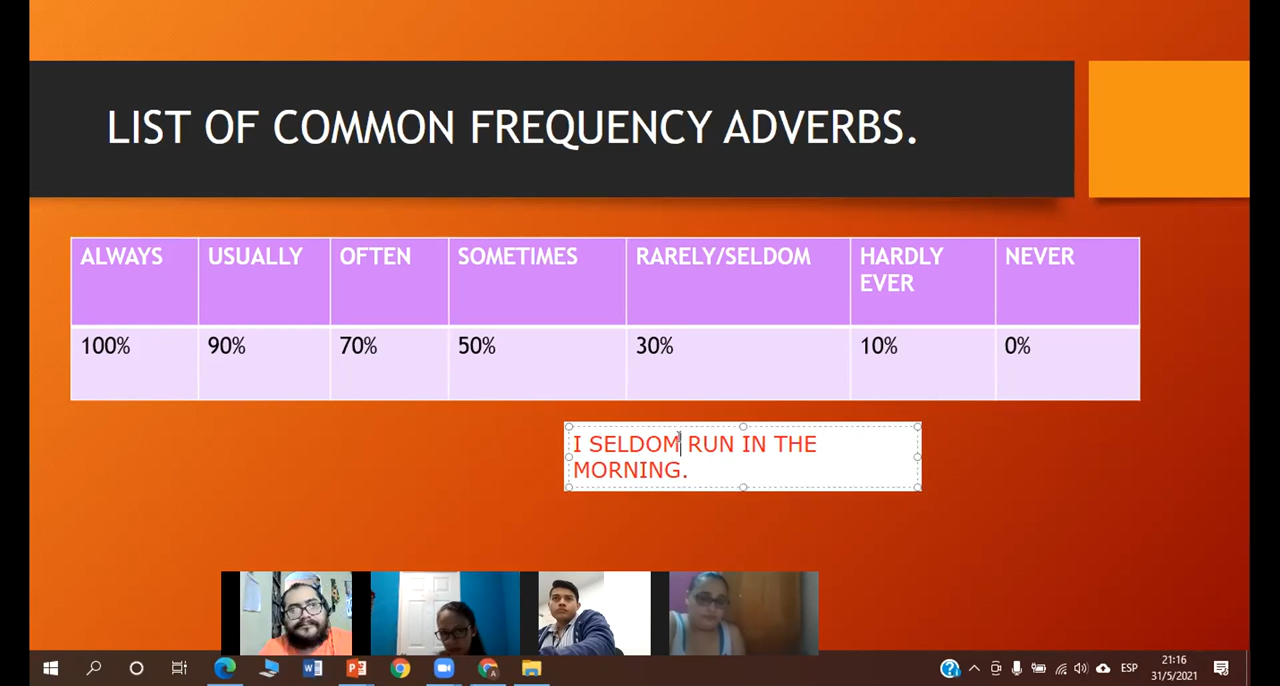 LIST OF COMMON FREQUENCY ADVERBS.
ALWAYS USUALLY OFTEN SOMETIMES RARELY/SELDOM HARDLY EVER NEVER
100% 90% 70% 50% 30% 10% 0%
I SELDOM RUN IN THE
MORNING.
ESP
21:16
31/5/2021